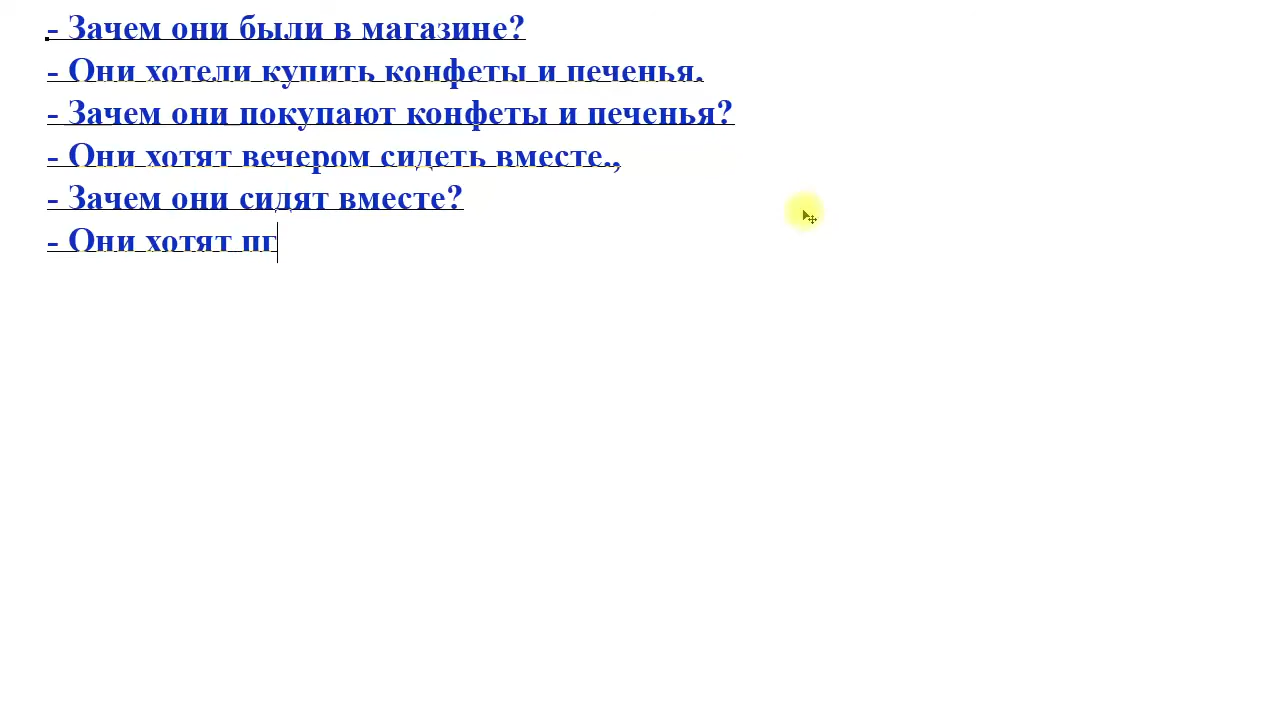 - Зачем они были в магазине?
- Они хотели купить конфеты и печенья.
- Зачем они покупают конфеты и печенья?
- Они хотят вечером сидеть вместе.,
- Зачем они сидят вместе?
- Они хотят пг